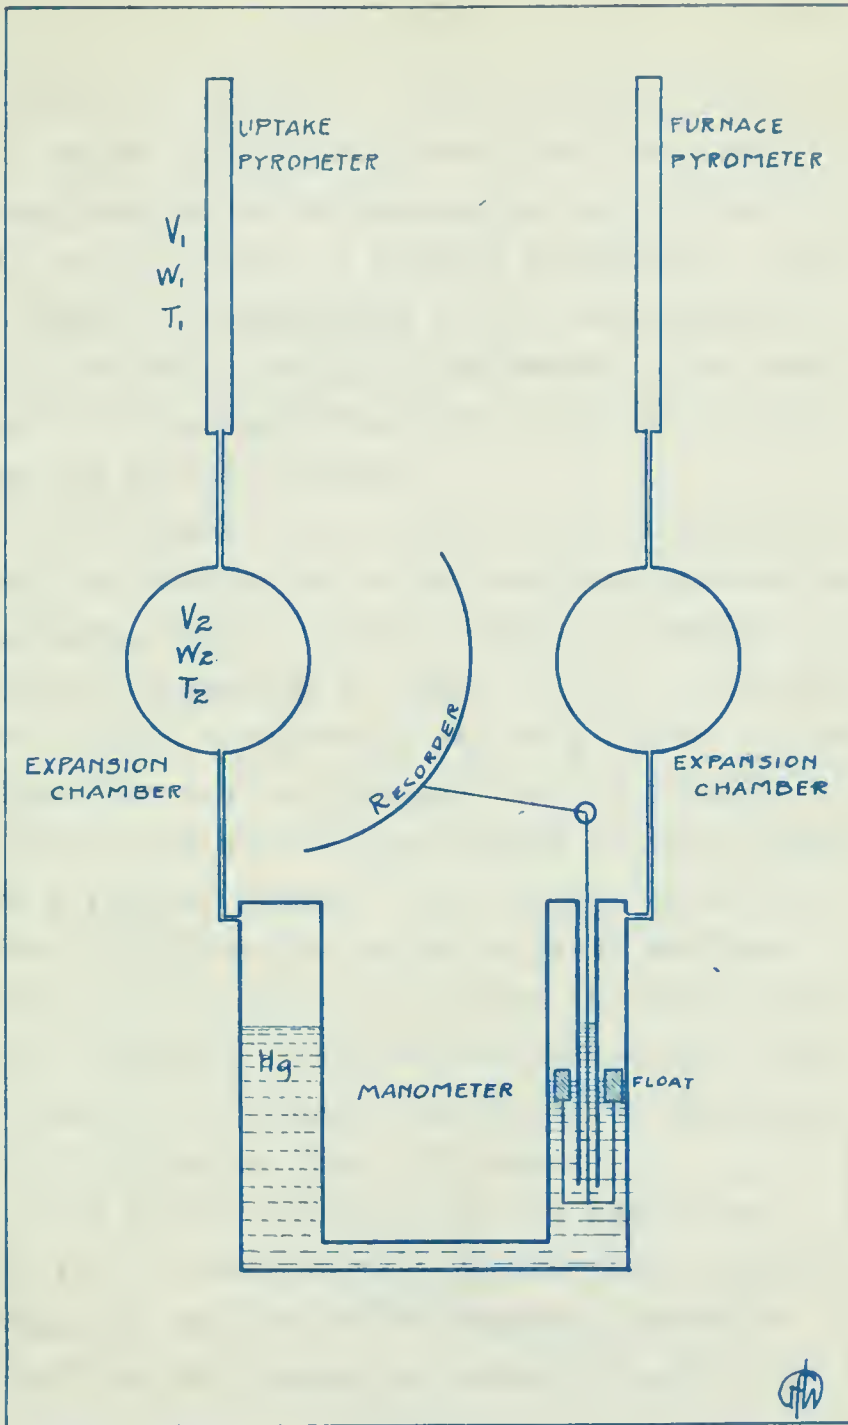 UPTAKE
PYROMETER
FURNACE
PYROMETER
V₁
W₁
T₁
V₂
W₂
T₂
EXPANSION
CHAMBER
RECORDER
EXPANSION
CHAMBER
Hg
MANOMETER
FLOAT